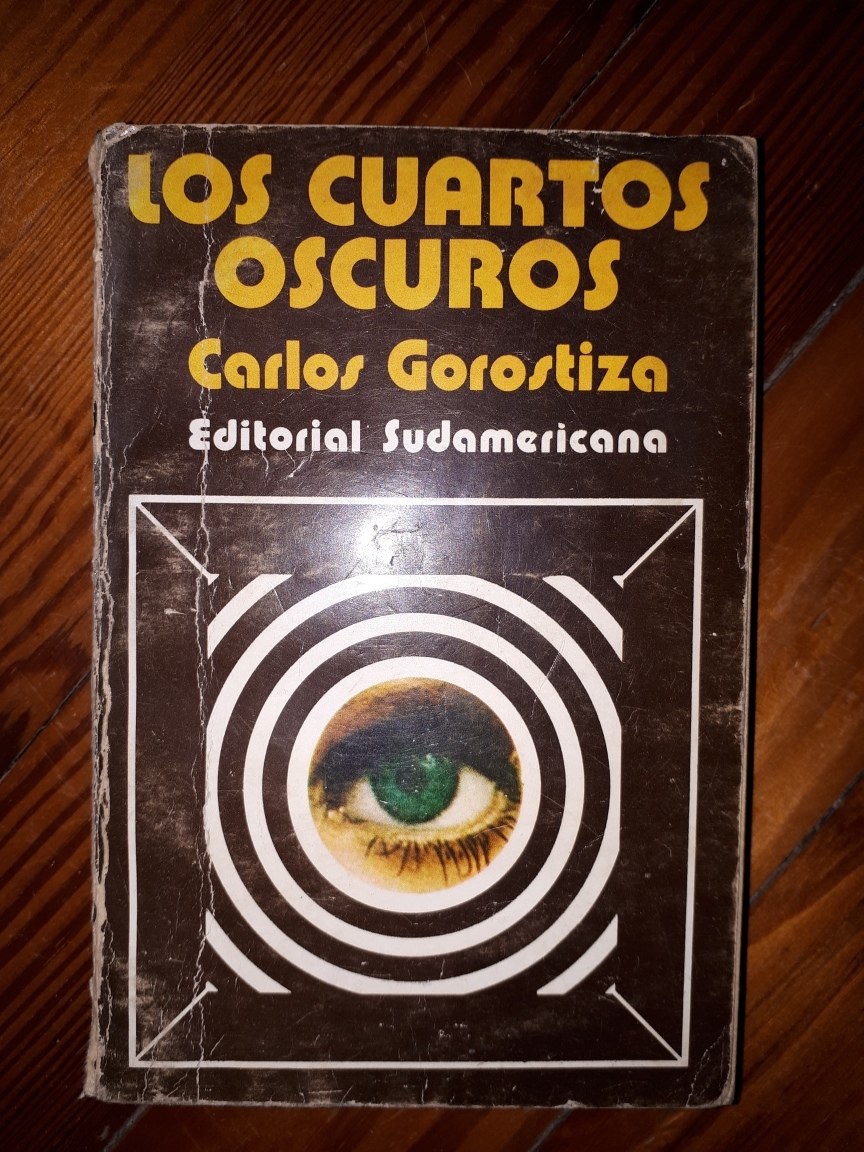 LOS CUARTOS
OSCUROS
Carlos Gorostiza
Editorial Sudamericana